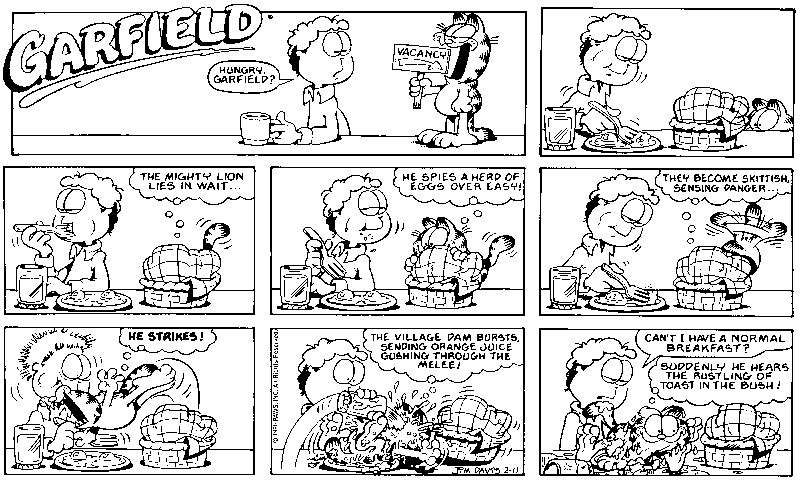 GARFIELD
HUNGRY,
GARFIELD?
VACANCY
THE MIGHTY LION
LIES IN WAIT...
HE SPIES A HERD OF
EGGS OVER EASY!
THEY BECOME SKITTISH,
SENSING DANGER...
HE STRIKES!
THE VILLAGE DAM BURSTS,
SENDING ORANGE JUICE
GUSHING THROUGH THE
MELEE!
JIM DAVIS 2-11
CAN'T I HAVE A NORMAL
BREAKFAST?
SUDDENLY HE HEARS
THE RUSTLING OF
TOAST IN THE BUSH!